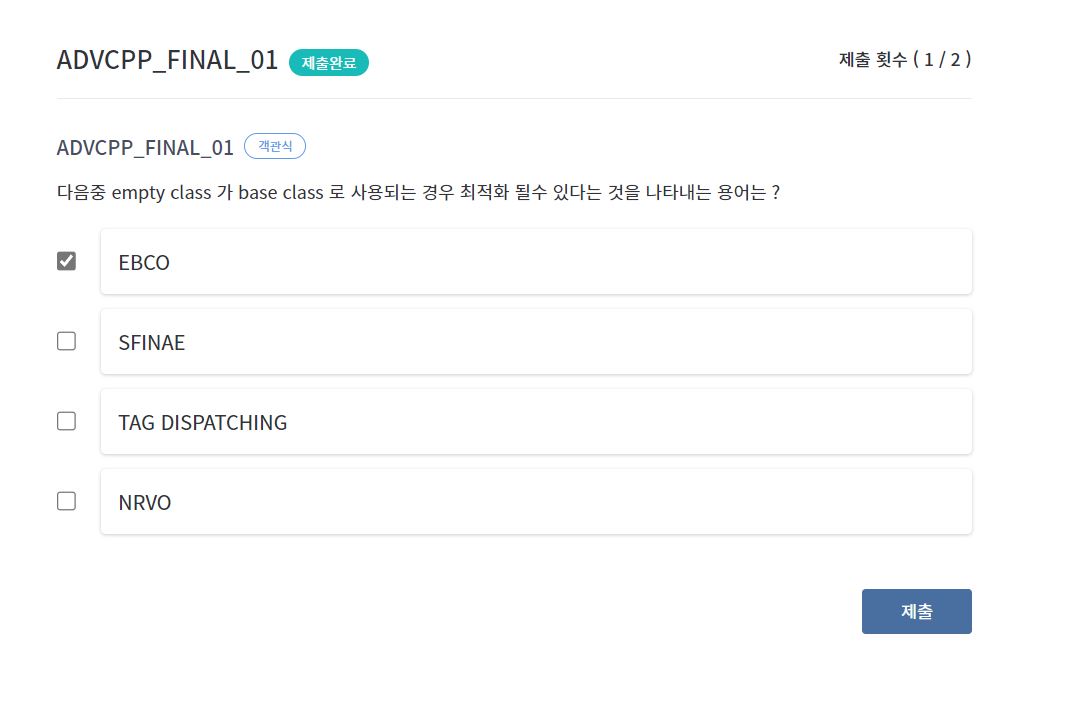 ADVCPP_FINAL_01 제출완료 제출 횟수 ( 1 / 2 )
ADVCPP_FINAL_01 객관식
다음중 empty class 가 base class 로 사용되는 경우 최적화 될수 있다는 것을 나타내는 용어는 ?
EBCO
SFINAE
TAG DISPATCHING
NRVO
제출